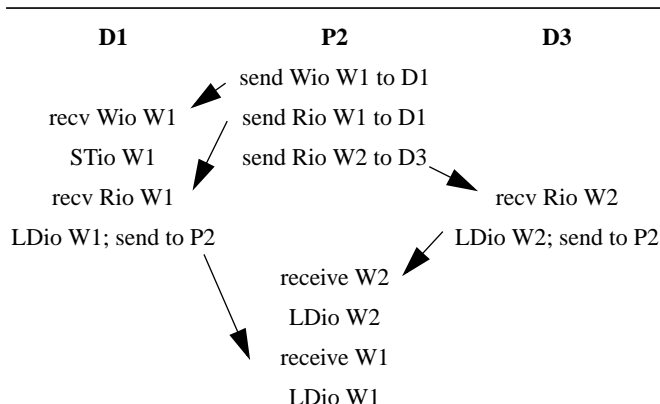 D1 P2 D3
send Wio W1 to D1
recv Wio W1 send Rio W1 to D1
STio W1 send Rio W2 to D3
recv Rio W1 recv Rio W2
LDio W1; send to P2 LDio W2; send to P2
receive W2
LDio W2
receive W1
LDio W1